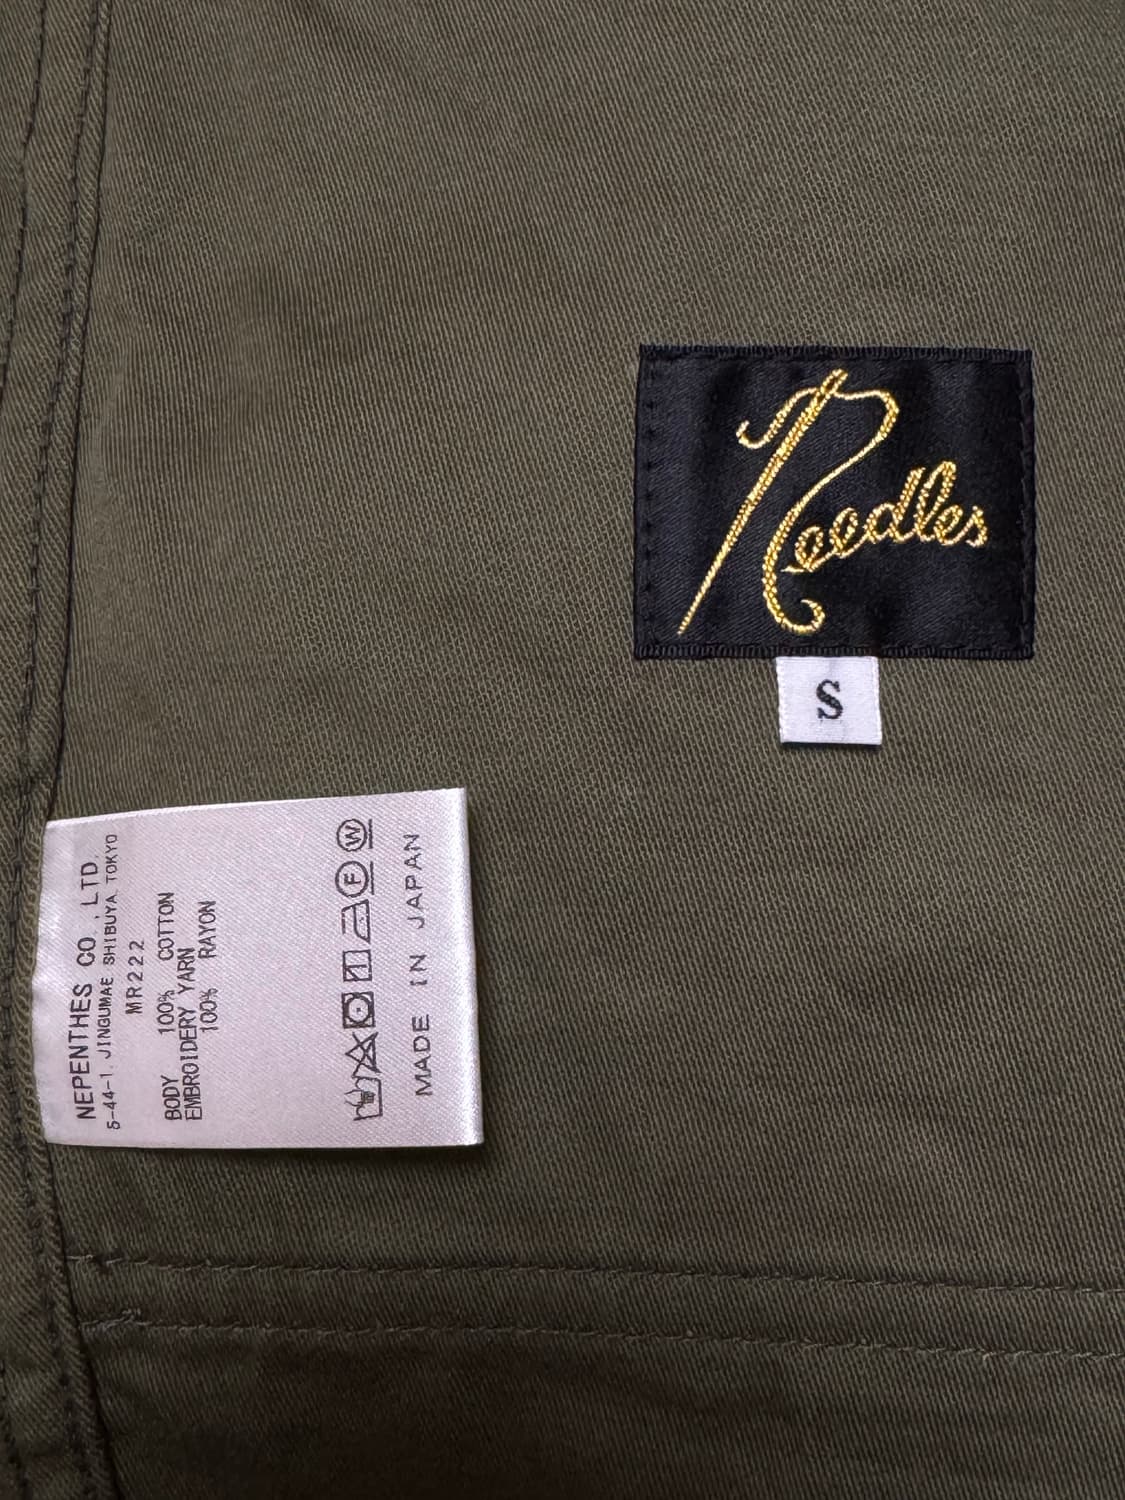 Needles
S
NEPENTHES CO.,LTD.
5-44-1, JINGUMAE SHIBUYA, TOKYO
MR222
BODY 100% COTTON
EMBROIDERY YARN
100% RAYON
F W
MADE IN JAPAN